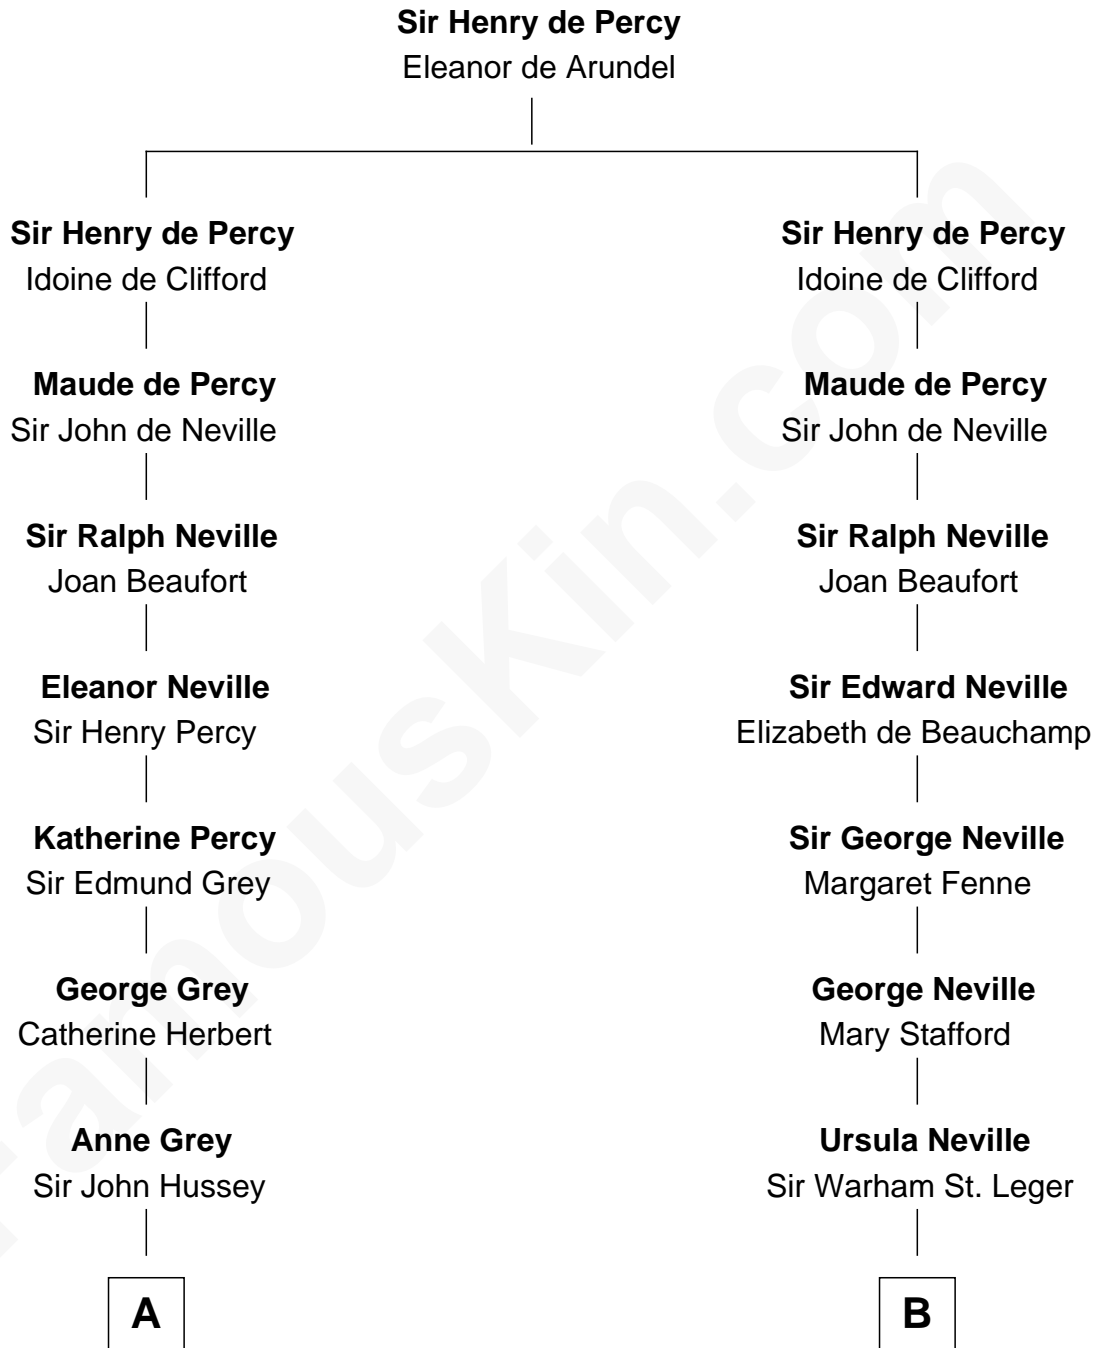 Sir Henry de Percy
Eleanor de Arundel
Sir Henry de Percy
Idoine de Clifford
Maude de Percy
Sir John de Neville
Sir Ralph Neville
Joan Beaufort
Eleanor Neville
Sir Henry Percy
Katherine Percy
Sir Edmund Grey
George Grey
Catherine Herbert
Anne Grey
Sir John Hussey
A
Sir Henry de Percy
Idoine de Clifford
Maude de Percy
Sir John de Neville
Sir Ralph Neville
Joan Beaufort
Sir Edward Neville
Elizabeth de Beauchamp
Sir George Neville
Margaret Fenne
George Neville
Mary Stafford
Ursula Neville
Sir Warham St. Leger
B
FamousKin.com